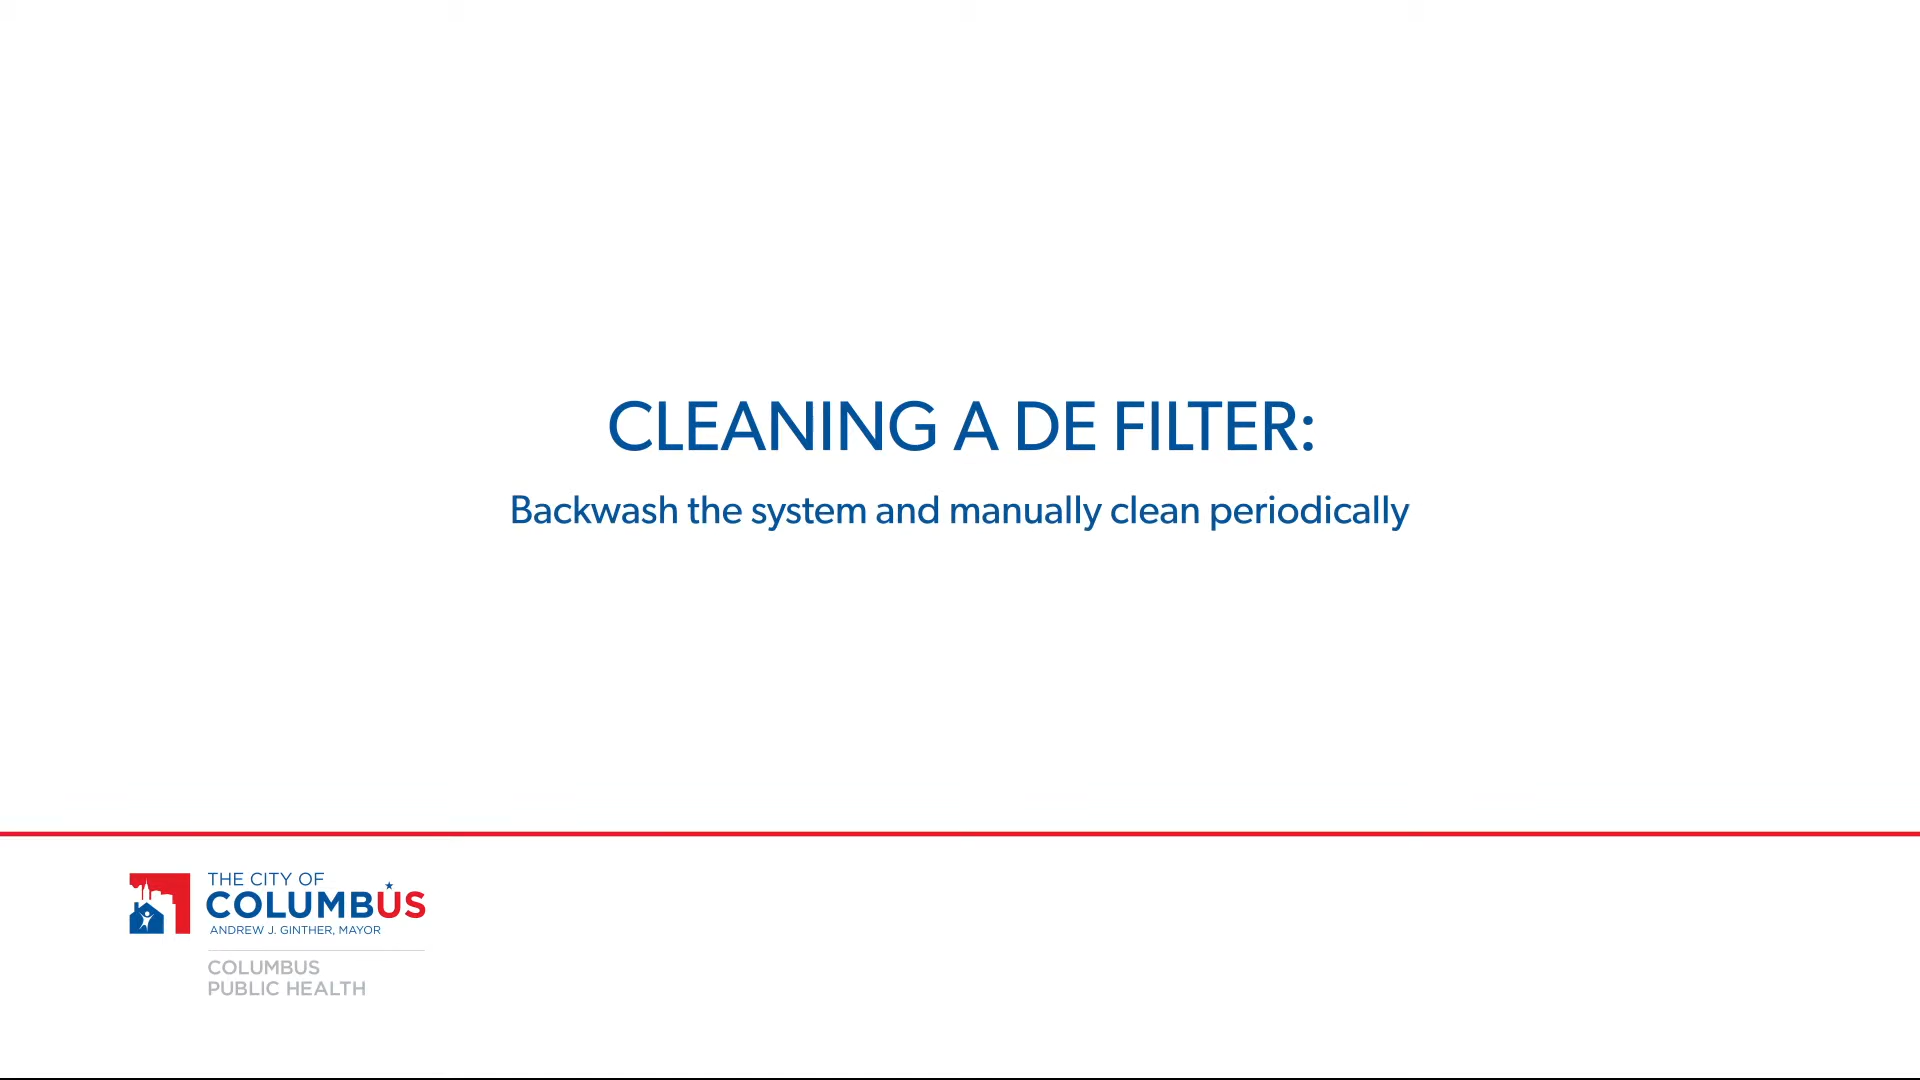 CLEANING A DE FILTER:
Backwash the system and manually clean periodically
THE CITY OF
COLUMBUS
ANDREW J. GINTHER, MAYOR
COLUMBUS
PUBLIC HEALTH